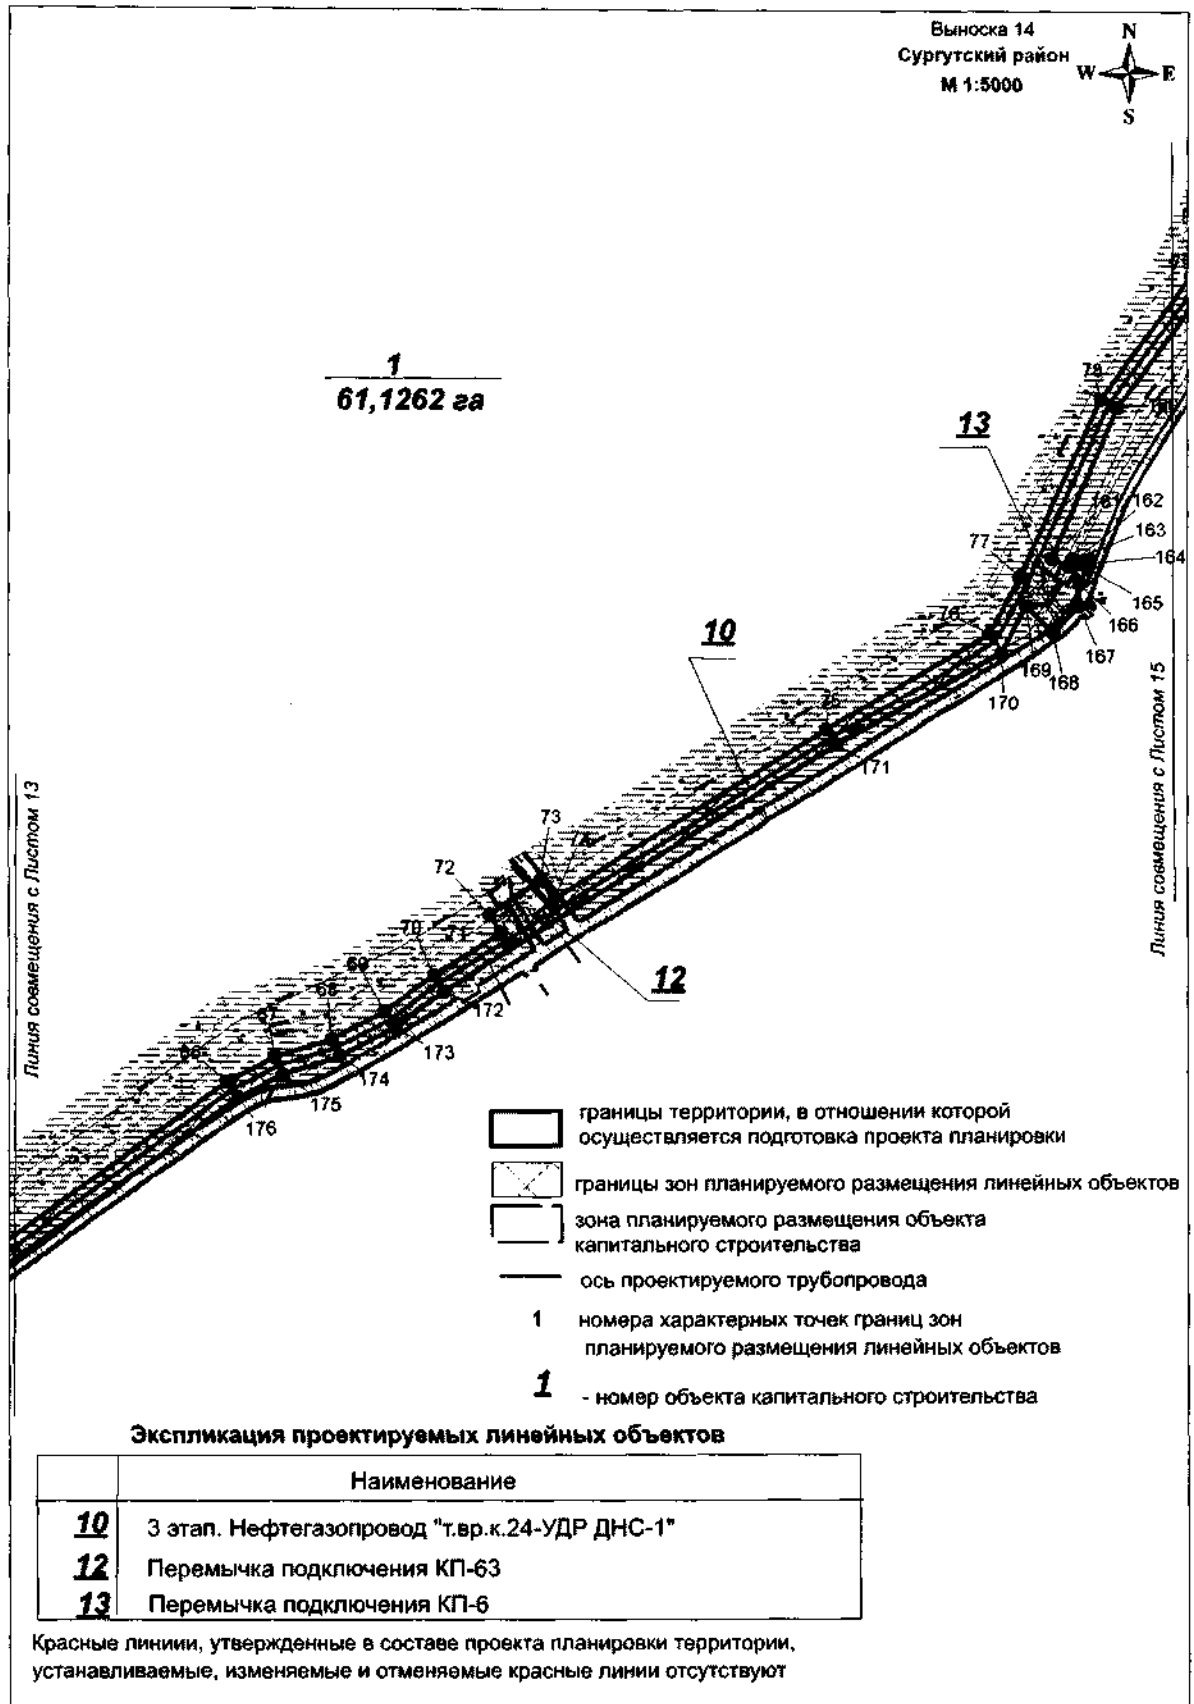 Выноска 14
Сургутский район
М 1:5000
N
W
E
S
1
61,1262 га
78
13
161
162
163
77
164
165
76
166
10
167
169
168
170
75
171
Линия совмещения с Листом 15
Линия совмещения с Листом 13
73
74
72
71
70
12
69
172
68
173
67
174
66
175
176
границы территории, в отношении которой
осуществляется подготовка проекта планировки
границы зон планируемого размещения линейных объектов
зона планируемого размещения объекта
капитального строительства
ось проектируемого трубопровода
1 номера характерных точек границ зон
планируемого размещения линейных объектов
1 - номер объекта капитального строительства
Экспликация проектируемых линейных объектов
Наименование
10 3 этап. Нефтегазопровод "т.вр.к.24-УДР ДНС-1"
12 Перемычка подключения КП-63
13 Перемычка подключения КП-6
Красные линиии, утвержденные в составе проекта планировки территории,
устанавливаемые, изменяемые и отменяемые красные линии отсутствуют